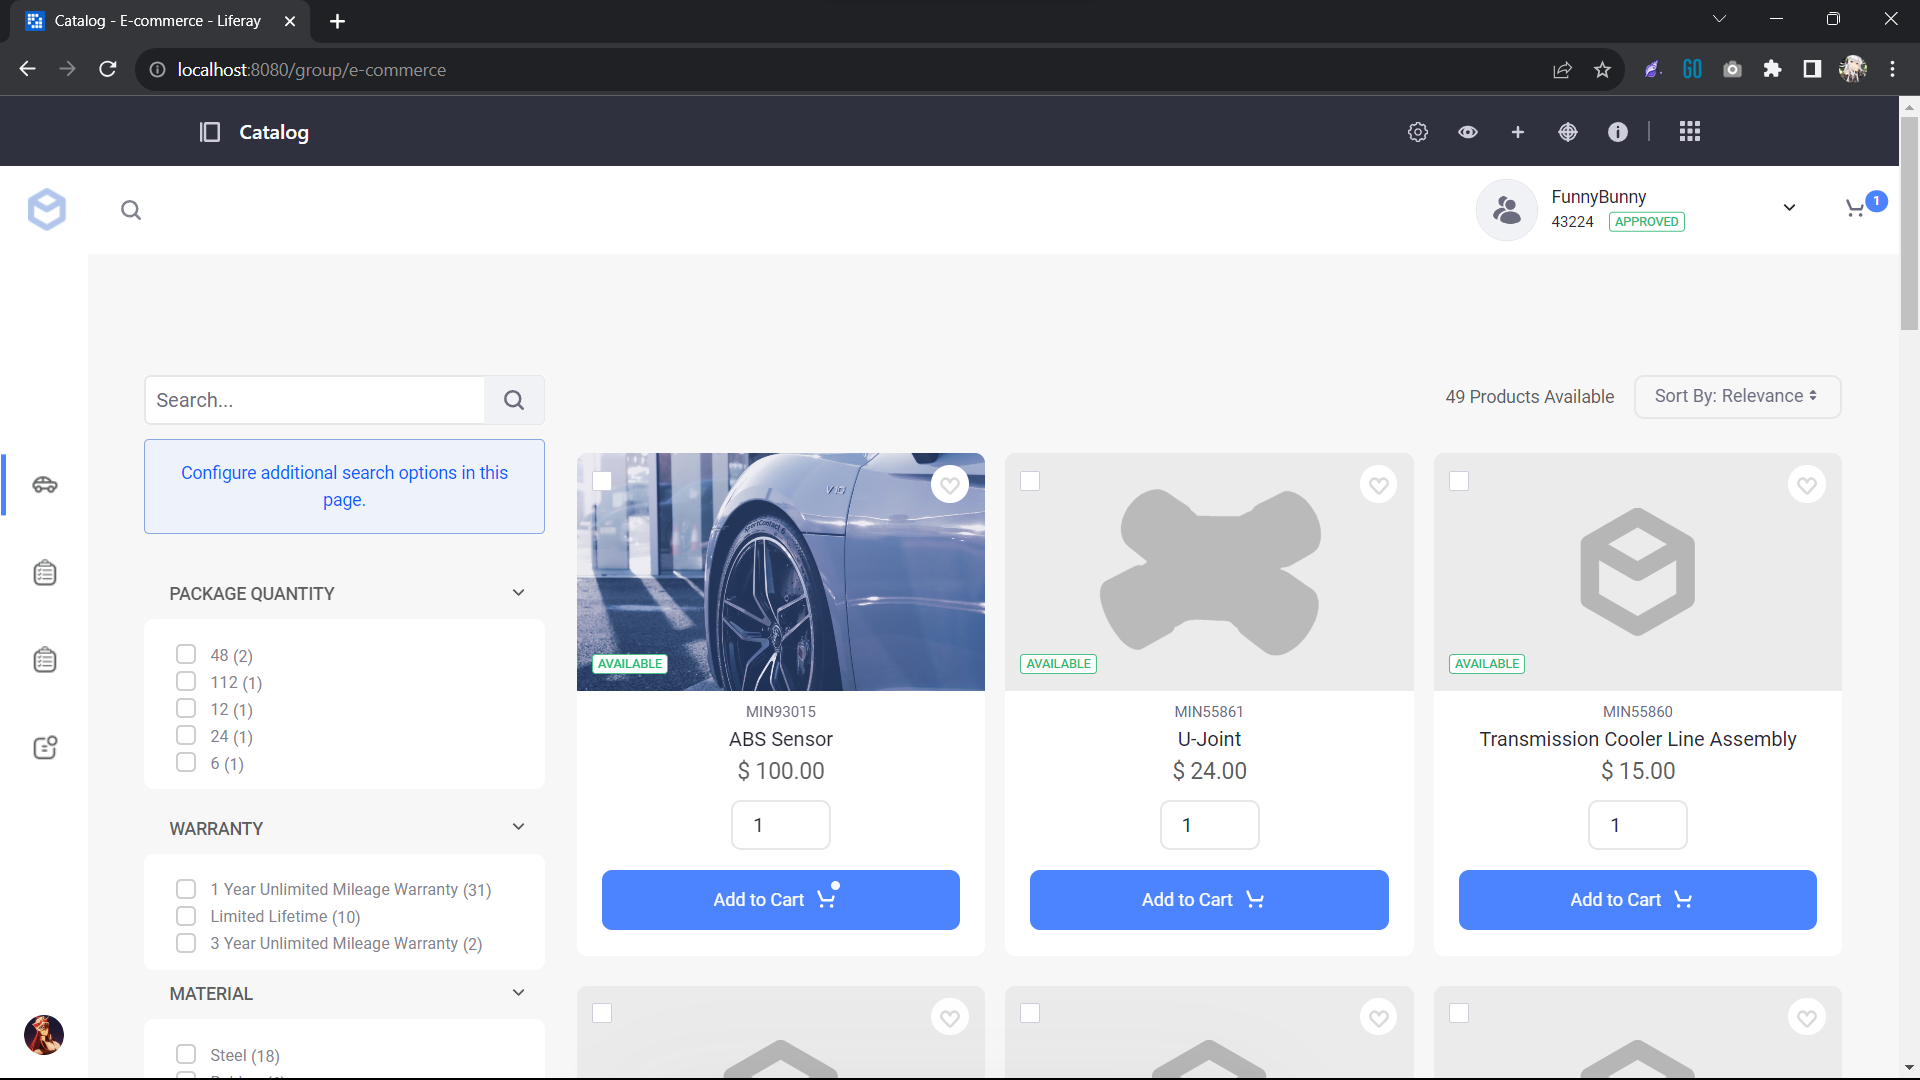 Catalog - E-commerce - Liferay
localhost:8080/group/e-commerce
GO
Catalog
FunnyBunny
43224 APPROVED
1
Search...
49 Products Available
Sort By: Relevance
Configure additional search options in this
page.
PACKAGE QUANTITY
48 (2)
112 (1)
12 (1)
24 (1)
6 (1)
WARRANTY
1 Year Unlimited Mileage Warranty (31)
Limited Lifetime (10)
3 Year Unlimited Mileage Warranty (2)
MATERIAL
Steel (18)
V10
AVAILABLE
MIN93015
ABS Sensor
$ 100.00
1
Add to Cart
AVAILABLE
MIN55861
U-Joint
$ 24.00
1
Add to Cart
AVAILABLE
MIN55860
Transmission Cooler Line Assembly
$ 15.00
1
Add to Cart